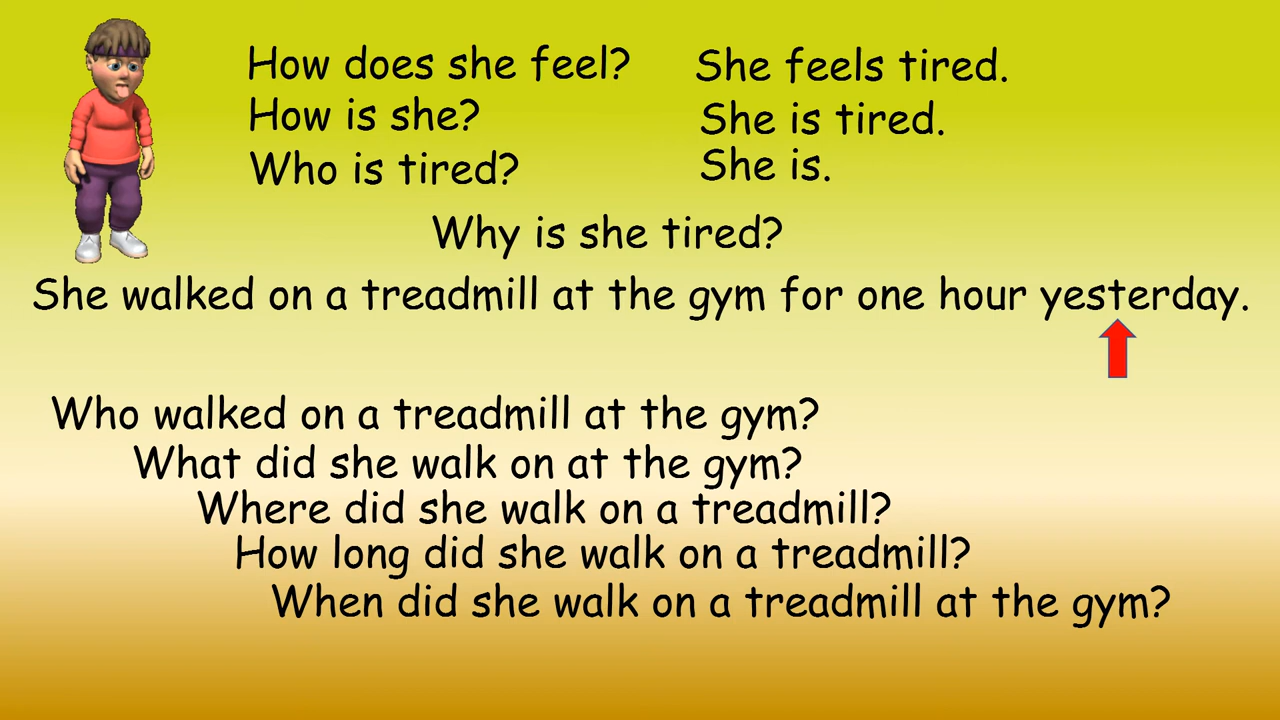 How does she feel? She feels tired.
How is she? She is tired.
Who is tired? She is.
Why is she tired?
She walked on a treadmill at the gym for one hour yesterday.
Who walked on a treadmill at the gym?
What did she walk on at the gym?
Where did she walk on a treadmill?
How long did she walk on a treadmill?
When did she walk on a treadmill at the gym?